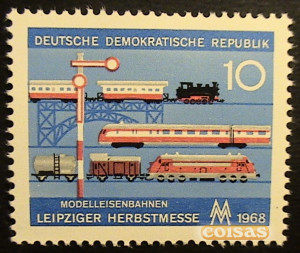 DEUTSCHE DEMOKRATISCHE REPUBLIK
10
MODELLEISENBAHNEN
LEIPZIGER HERBSTMESSE MM 1968
coisas